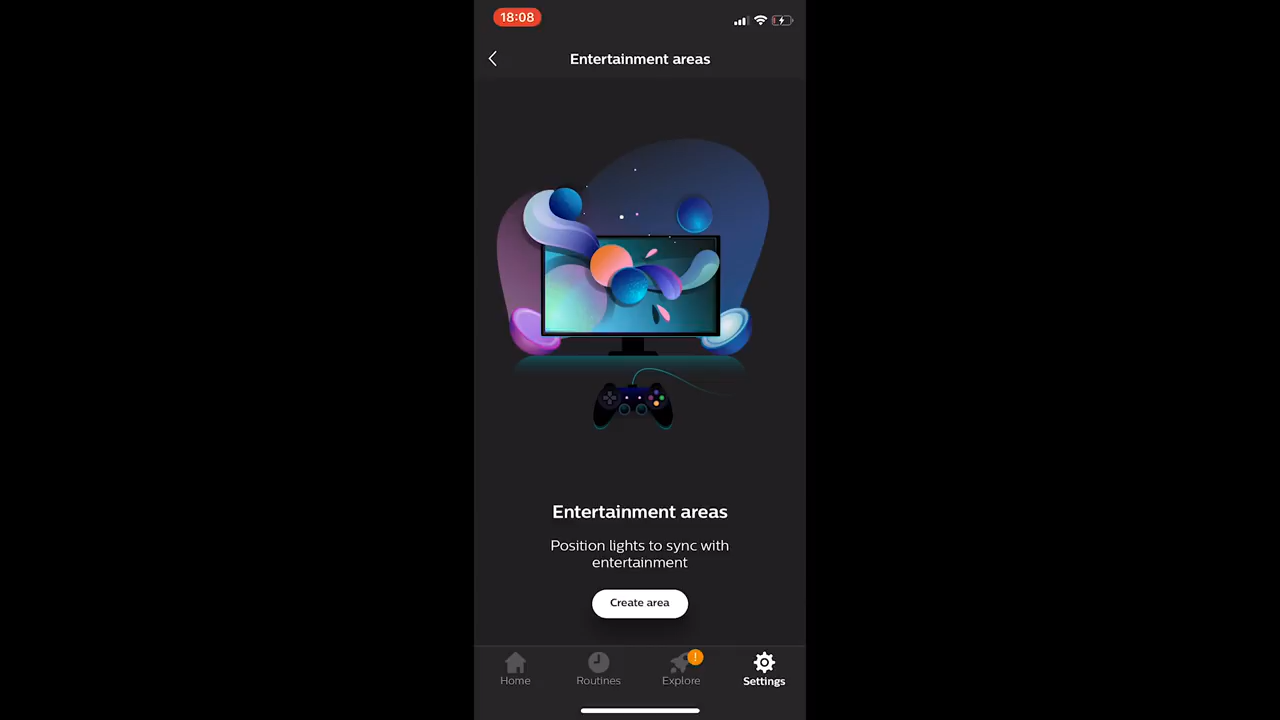 18:08
Entertainment areas
Entertainment areas
Position lights to sync with
entertainment
Create area
!
Home
Routines
Explore
Settings